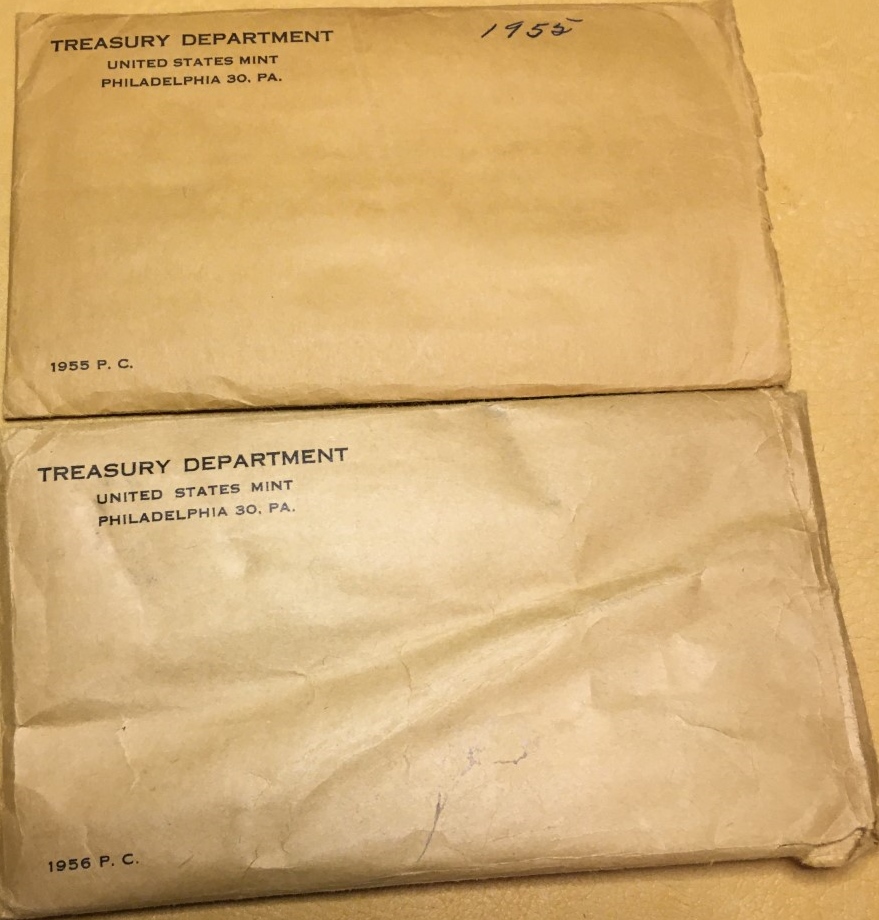 TREASURY DEPARTMENT
1955
UNITED STATES MINT
PHILADELPHIA 30, PA.
1955 P. C.
TREASURY DEPARTMENT
UNITED STATES MINT
PHILADELPHIA 30, PA.
1956 P. C.